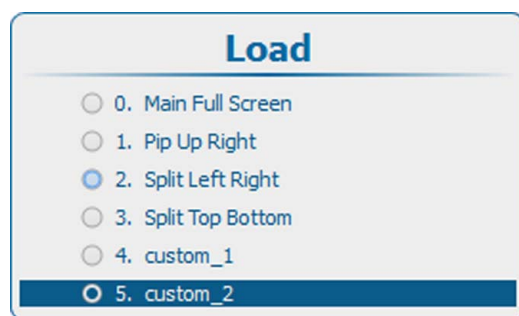 Load
0. Main Full Screen
1. Pip Up Right
2. Split Left Right
3. Split Top Bottom
4. custom_1
5. custom_2